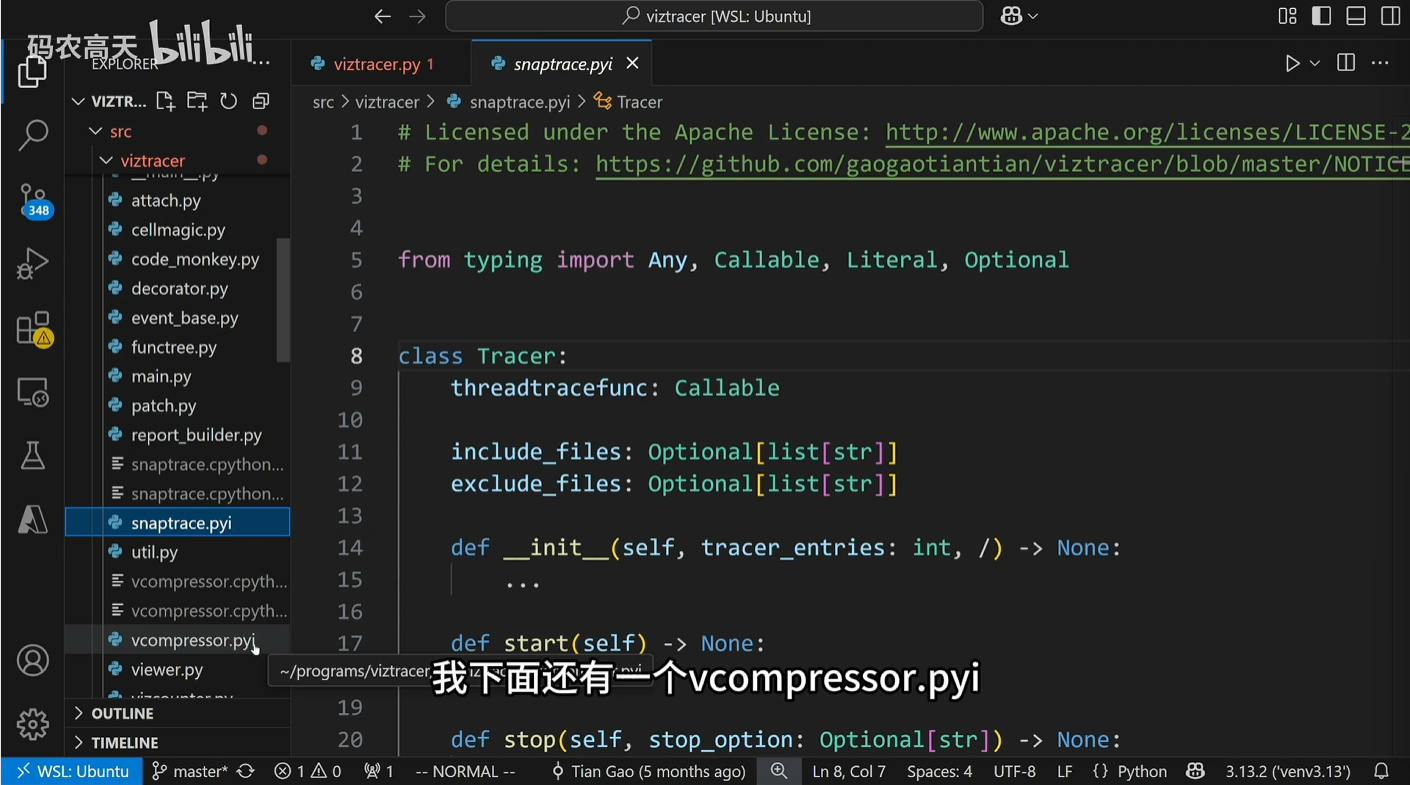 viztracer [WSL: Ubuntu]
码农高天 bilibili
EXPLORER
viztracer.py 1
snaptrace.pyi
VIZTR...
src > viztracer > snaptrace.pyi > Tracer
src
viztracer
__main__.py
attach.py
cellmagic.py
code_monkey.py
decorator.py
event_base.py
functree.py
main.py
patch.py
report_builder.py
snaptrace.cpython...
snaptrace.cpython...
snaptrace.pyi
util.py
vcompressor.cpyth...
vcompressor.cpyth...
vcompressor.pyi
viewer.py
vizcounter.py
OUTLINE
TIMELINE
348
1 # Licensed under the Apache License: http://www.apache.org/licenses/LICENSE-2
2 # For details: https://github.com/gaogaotiantian/viztracer/blob/master/NOTICE
3
4
5 from typing import Any, Callable, Literal, Optional
6
7
8 class Tracer:
9 threadtracefunc: Callable
10
11 include_files: Optional[list[str]]
12 exclude_files: Optional[list[str]]
13
14 def __init__(self, tracer_entries: int, /) -> None:
15 ...
16
17 def start(self) -> None:
~/programs/viztracer/
我下面还有一个vcompressor.pyi
19
20 def stop(self, stop_option: Optional[str]) -> None:
WSL: Ubuntu
master*
1 0
1
-- NORMAL --
Tian Gao (5 months ago)
Ln 8, Col 7
Spaces: 4
UTF-8
LF
{} Python
3.13.2 ('venv3.13')